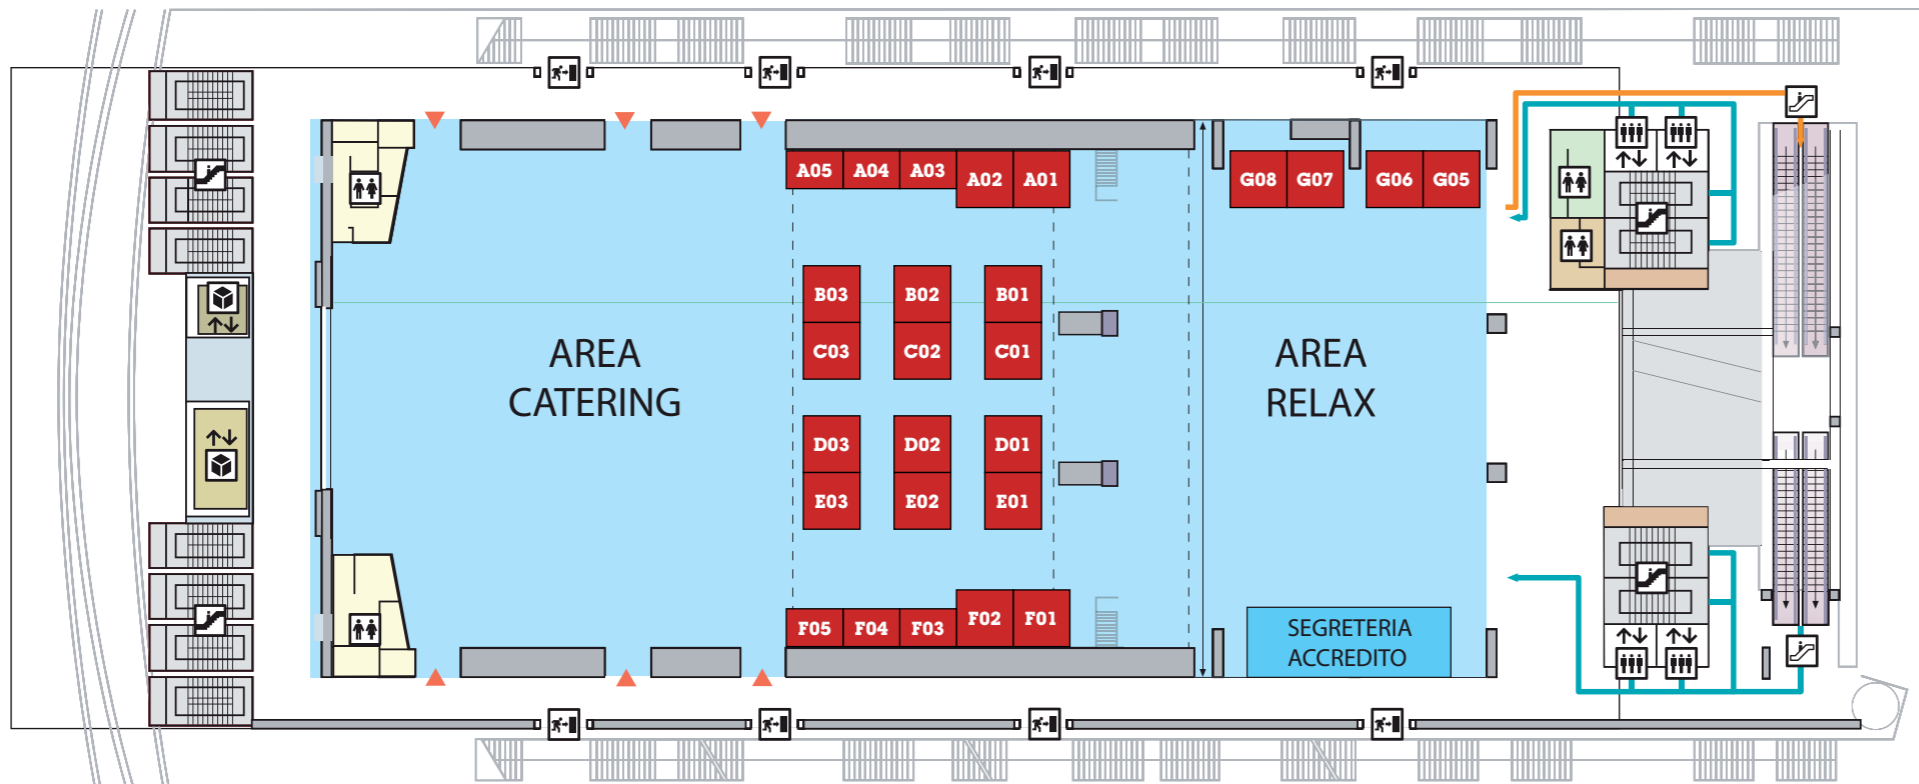 A05 A04 A03 A02 A01
G08 G07 G06 G05
B03 B02 B01
C03 C02 C01
AREA
CATERING
AREA
RELAX
D03 D02 D01
E03 E02 E01
F05 F04 F03 F02 F01
SEGRETERIA
ACCREDITO